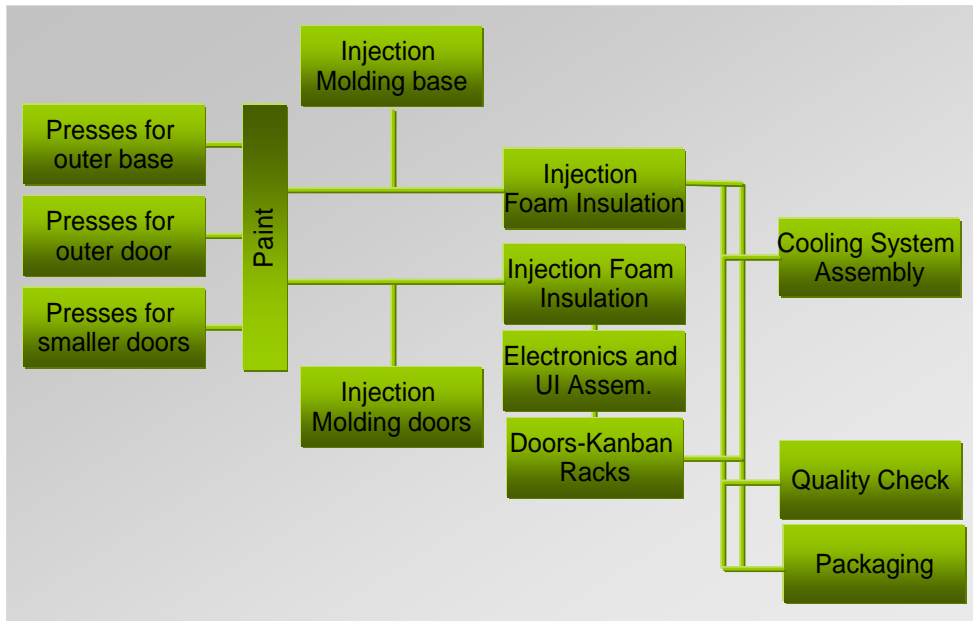 Injection
Molding base
Presses for
outer base
Presses for
outer door
Presses for
smaller doors
Paint
Injection
Molding doors
Injection
Foam Insulation
Injection Foam
Insulation
Electronics and
UI Assem.
Doors-Kanban
Racks
Cooling System
Assembly
Quality Check
Packaging